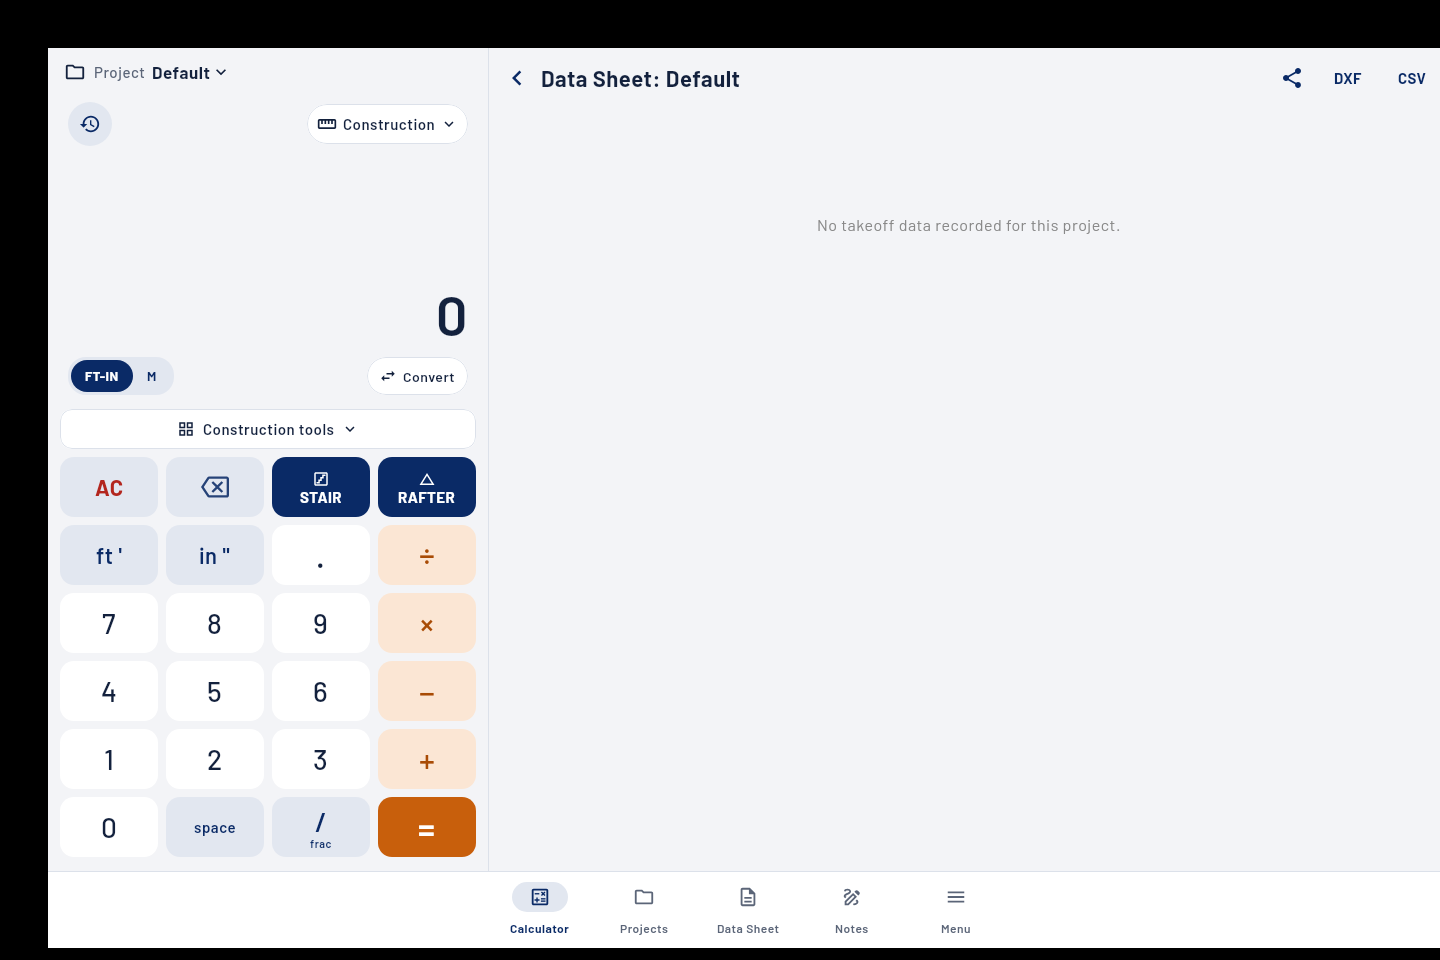 Project Default
Construction
0
FT-IN M
Convert
Construction tools
AC
STAIR
RAFTER
ft '
in "
.
÷
7
8
9
×
4
5
6
−
1
2
3
+
0
space
/
frac
=
Data Sheet: Default
DXF
CSV
No takeoff data recorded for this project.
Calculator
Projects
Data Sheet
Notes
Menu